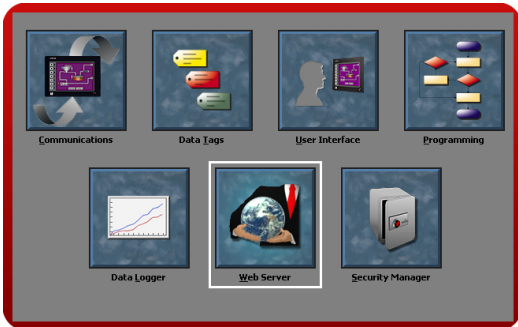 Communications
Data Tags
User Interface
Programming
Data Logger
Web Server
Security Manager